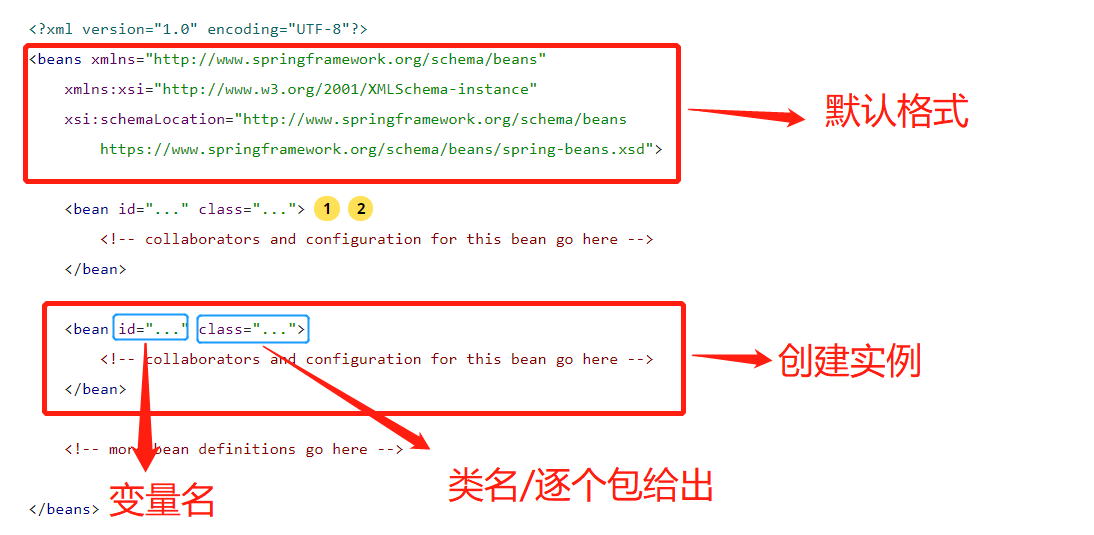 <?xml version="1.0" encoding="UTF-8"?>
<beans xmlns="http://www.springframework.org/schema/beans"
xmlns:xsi="http://www.w3.org/2001/XMLSchema-instance"
xsi:schemaLocation="http://www.springframework.org/schema/beans
https://www.springframework.org/schema/beans/spring-beans.xsd">
默认格式
<bean id="..." class="..."> 1 2
<!-- collaborators and configuration for this bean go here -->
</bean>
<bean id="..." class="...">
<!-- collaborators and configuration for this bean go here -->
</bean>
创建实例
<!-- more bean definitions go here -->
类名/逐个包给出
变量名
</beans>